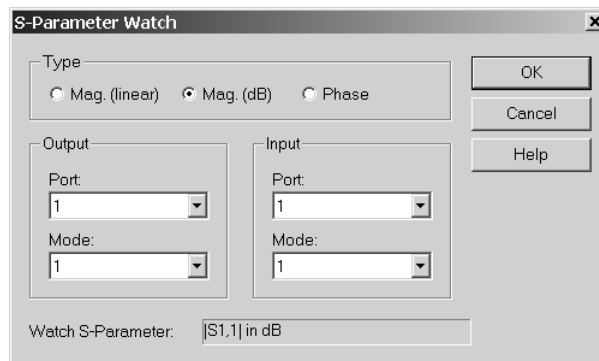 S-Parameter Watch
Type
Mag. (linear) Mag. (dB) Phase
OK
Cancel
Help
Output
Port:
1
Mode:
1
Input
Port:
1
Mode:
1
Watch S-Parameter: |S1,1| in dB